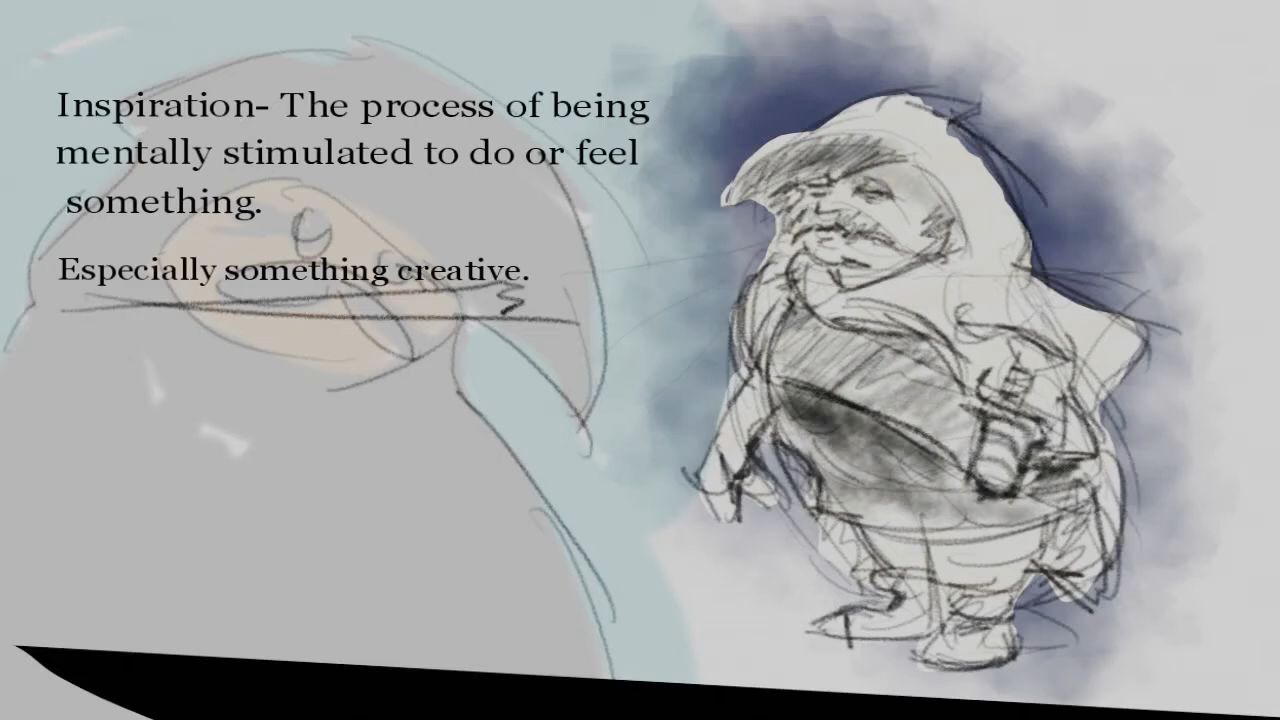 Inspiration- The process of being
mentally stimulated to do or feel
something.
Especially something creative.